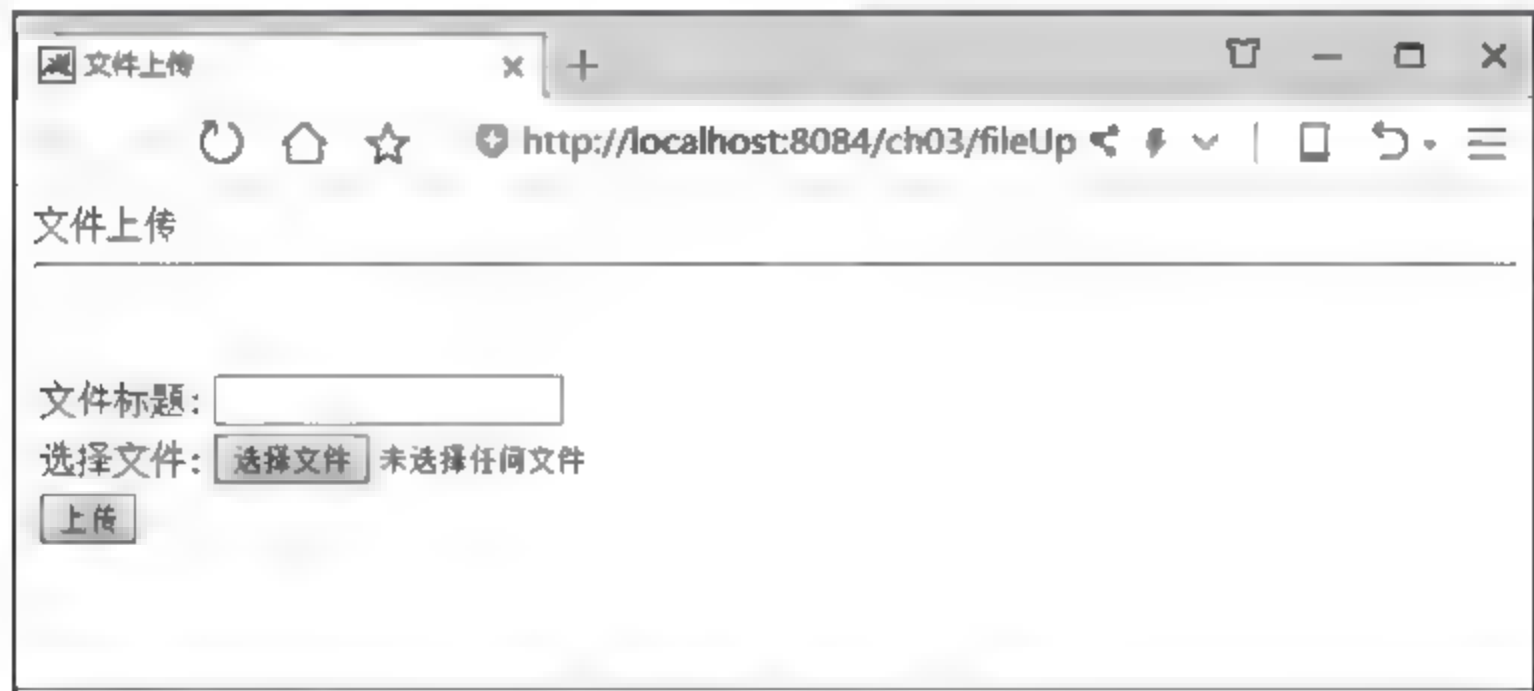 文件上传
http://localhost:8084/ch03/fileUp
文件上传
文件标题:
选择文件: 选择文件 未选择任何文件
上传